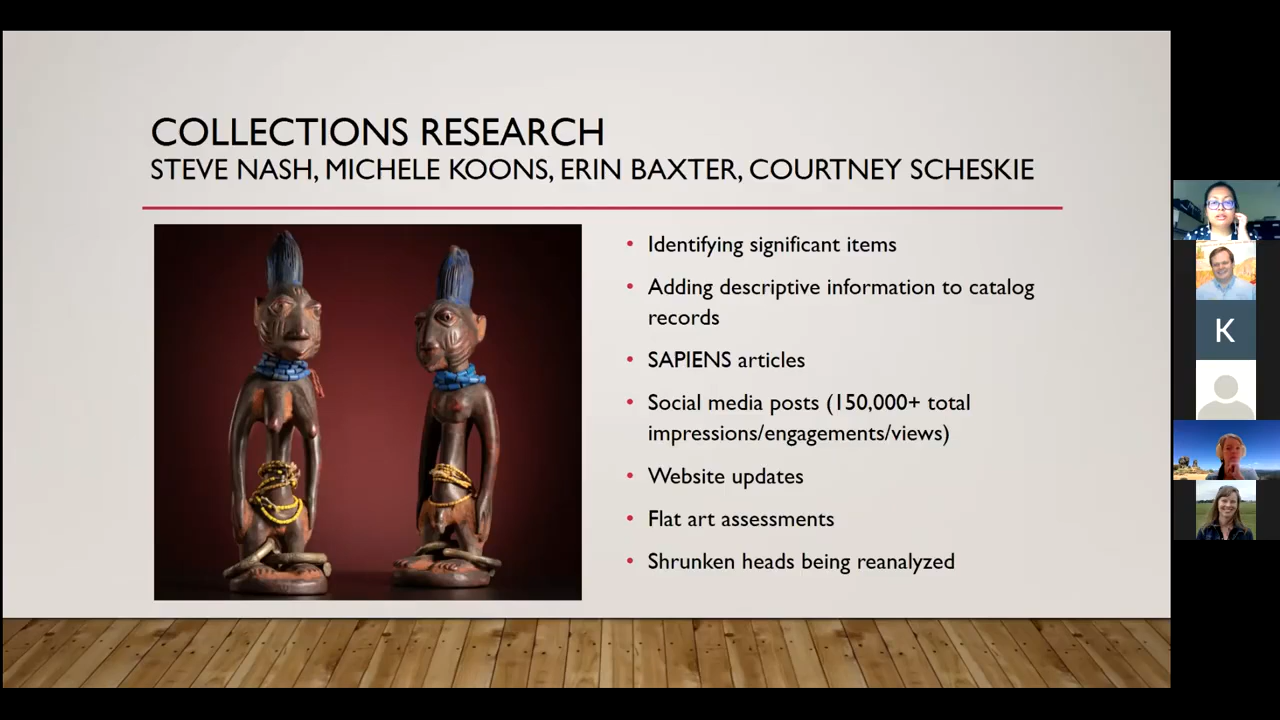 COLLECTIONS RESEARCH
STEVE NASH, MICHELE KOONS, ERIN BAXTER, COURTNEY SCHESKIE
• Identifying significant items
• Adding descriptive information to catalog
records
• SAPIENS articles
• Social media posts (150,000+ total
impressions/engagements/views)
• Website updates
• Flat art assessments
• Shrunken heads being reanalyzed
K